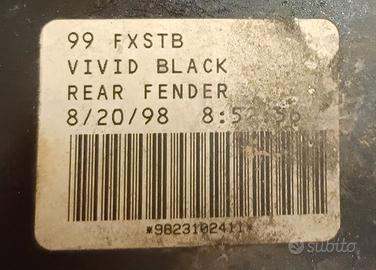 99 FXSTB
VIVID BLACK
REAR FENDER
8/20/98
*9823102411*
subito